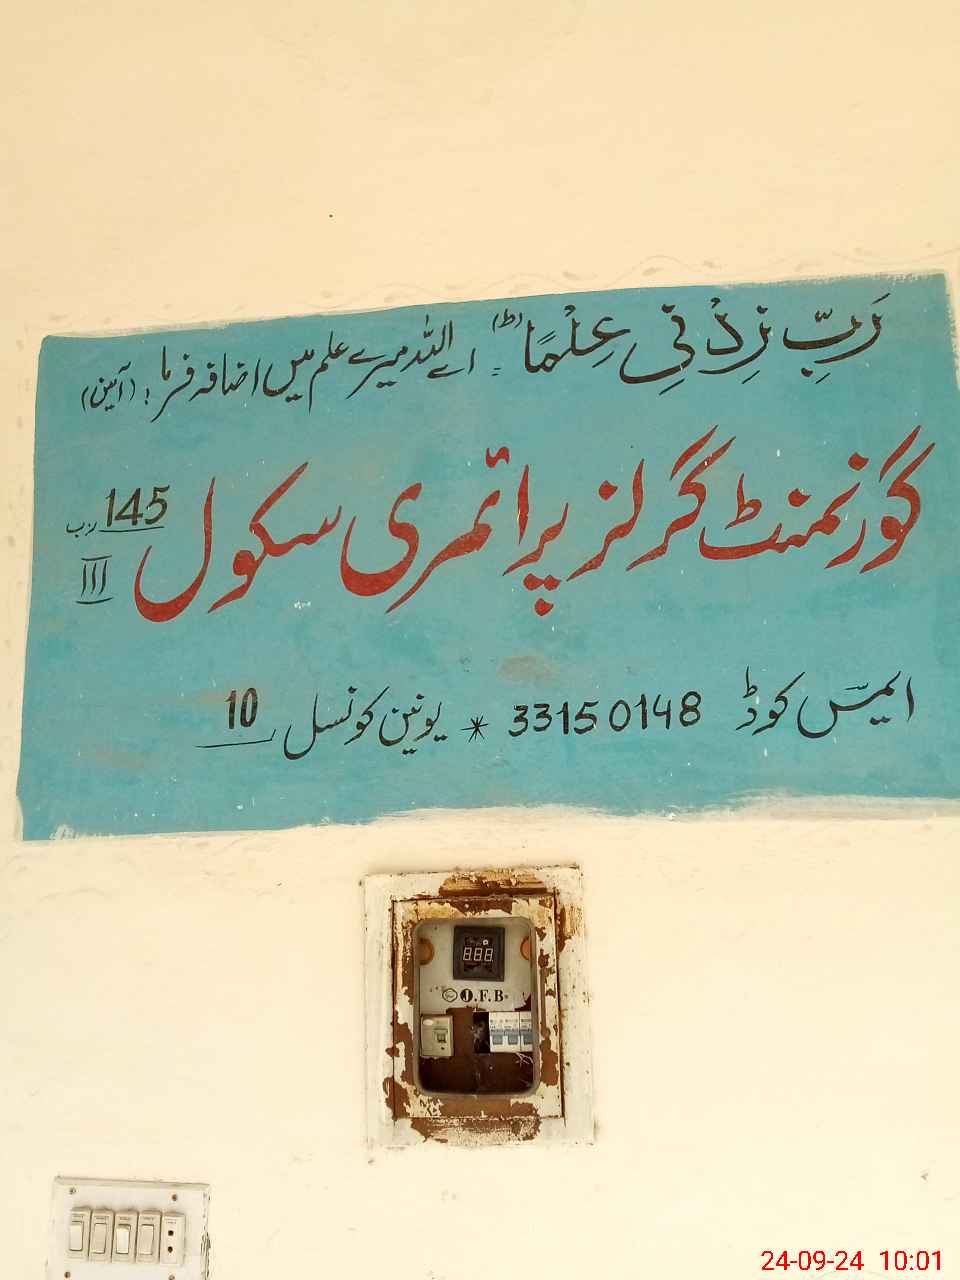 رَبِّ زِدْنِی عِلْمًا (ط) = اے اللہ میرے علم میں اضافہ فرما! (آمین)
گورنمنٹ گرلز پرائمری سکول 145 ر ب
III
ایمس کوڈ 33150148 * یونین کونسل 10
888
J.F.B
24-09-24 10:01